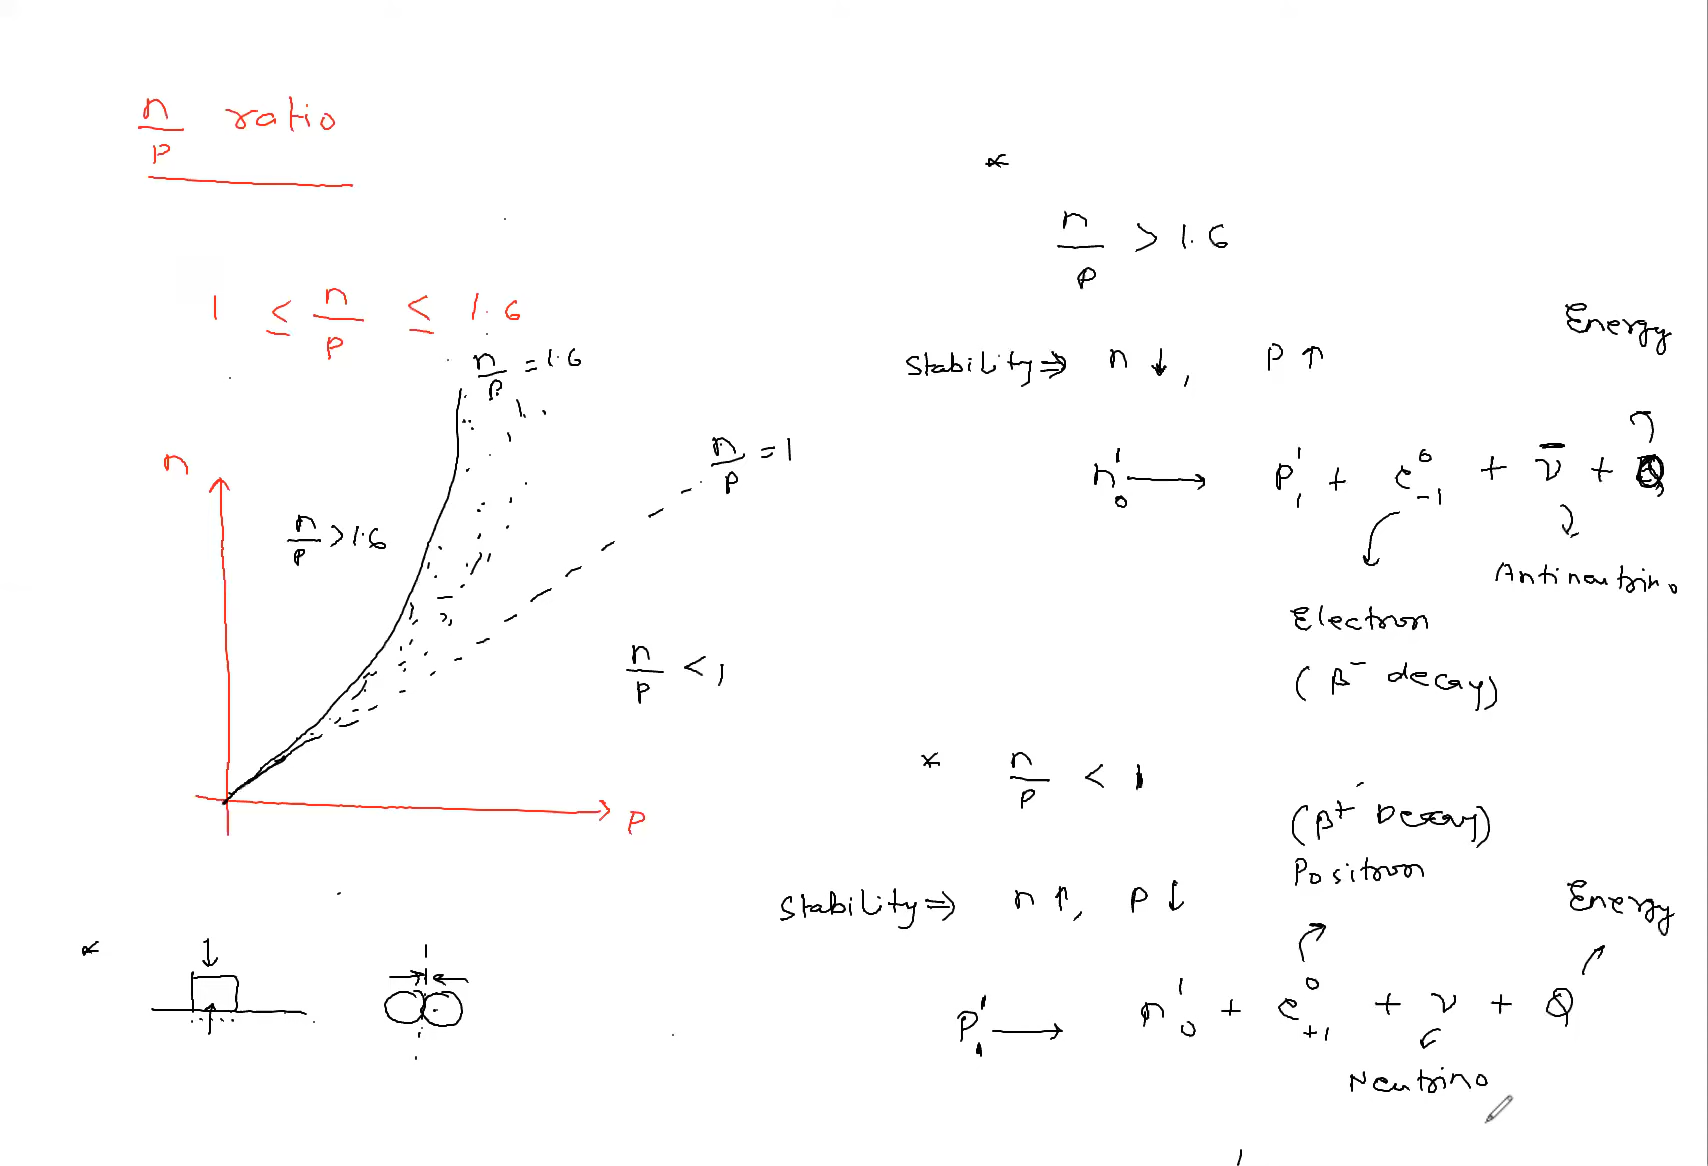 n/p ratio
1 ≤ n/p ≤ 1.6
n/p = 1.6
n/p = 1
n
n/p > 1.6
n/p < 1
p
*
*
n/p > 1.6
Energy
Stability ⇒ n ↓, p ↑
n¹₀ ⟶ p¹₁ + e⁰₋₁ + ν̄ + Q
Antineutrino
Electron
(β⁻ decay)
* n/p < 1
(β⁺ Decay)
Positron
Stability ⇒ n ↑, p ↓
Energy
p¹₁ ⟶ n¹₀ + e⁰₊₁ + ν + Q
Neutrino